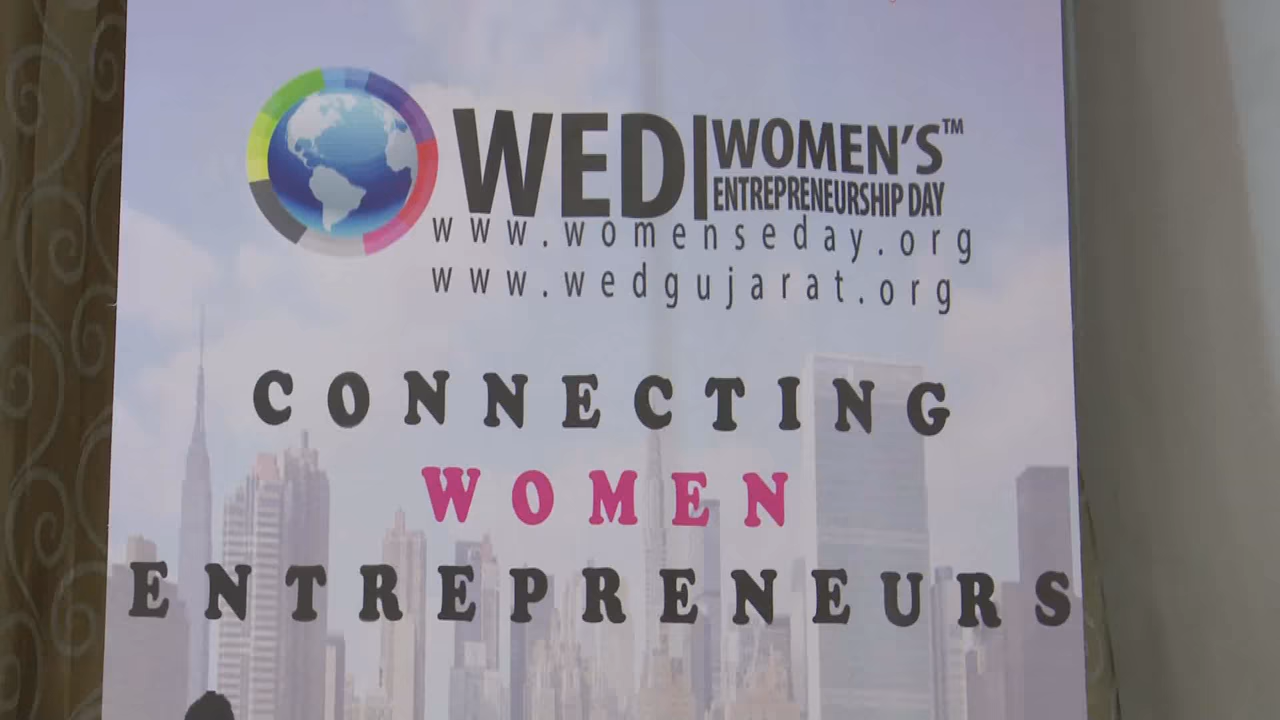 WED|WOMEN'S™
ENTREPRENEURSHIP DAY
www.womenseday.org
www.wedgujarat.org
CONNECTING
WOMEN
ENTREPRENEURS